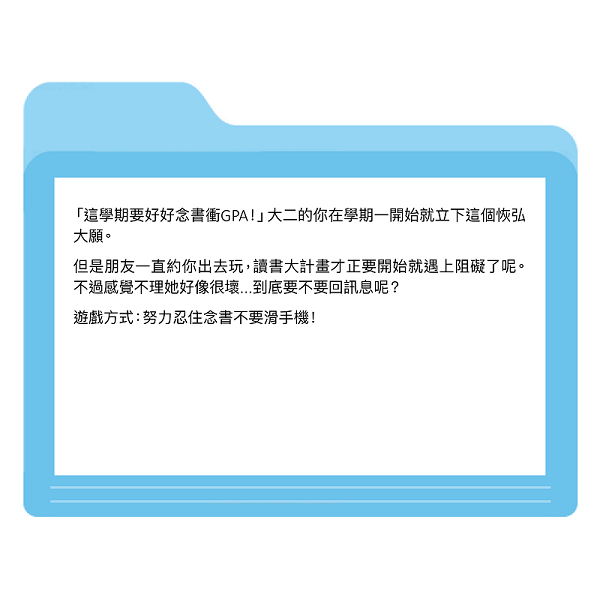 「這學期要好好念書衝GPA!」大二的你在學期一開始就立下這個恢弘
大願。
但是朋友一直約你出去玩,讀書大計畫才正要開始就遇上阻礙了呢。
不過感覺不理她好像很壞...到底要不要回訊息呢?
遊戲方式:努力忍住念書不要滑手機!